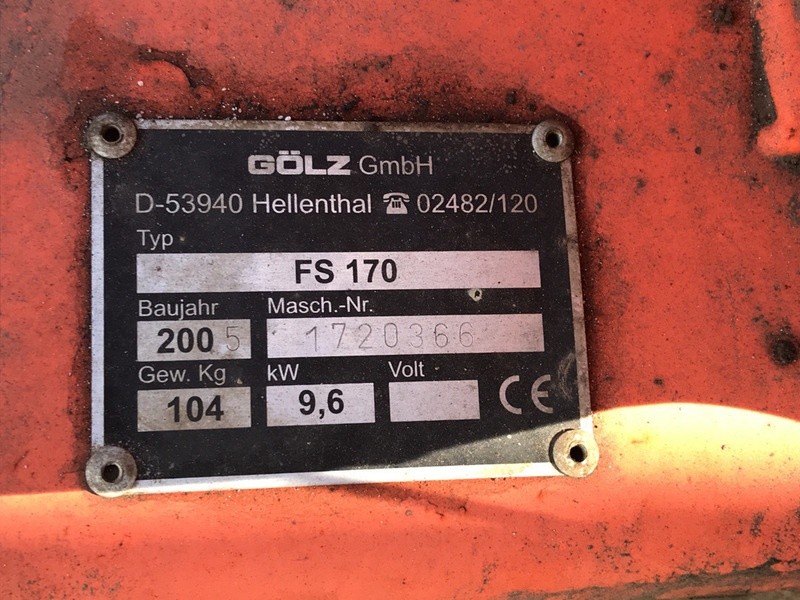 GÖLZ GmbH
D-53940 Hellenthal ☎ 02482/120
Typ
FS 170
Baujahr Masch.-Nr.
2005 1720366
Gew. Kg kW Volt
104 9,6
CE